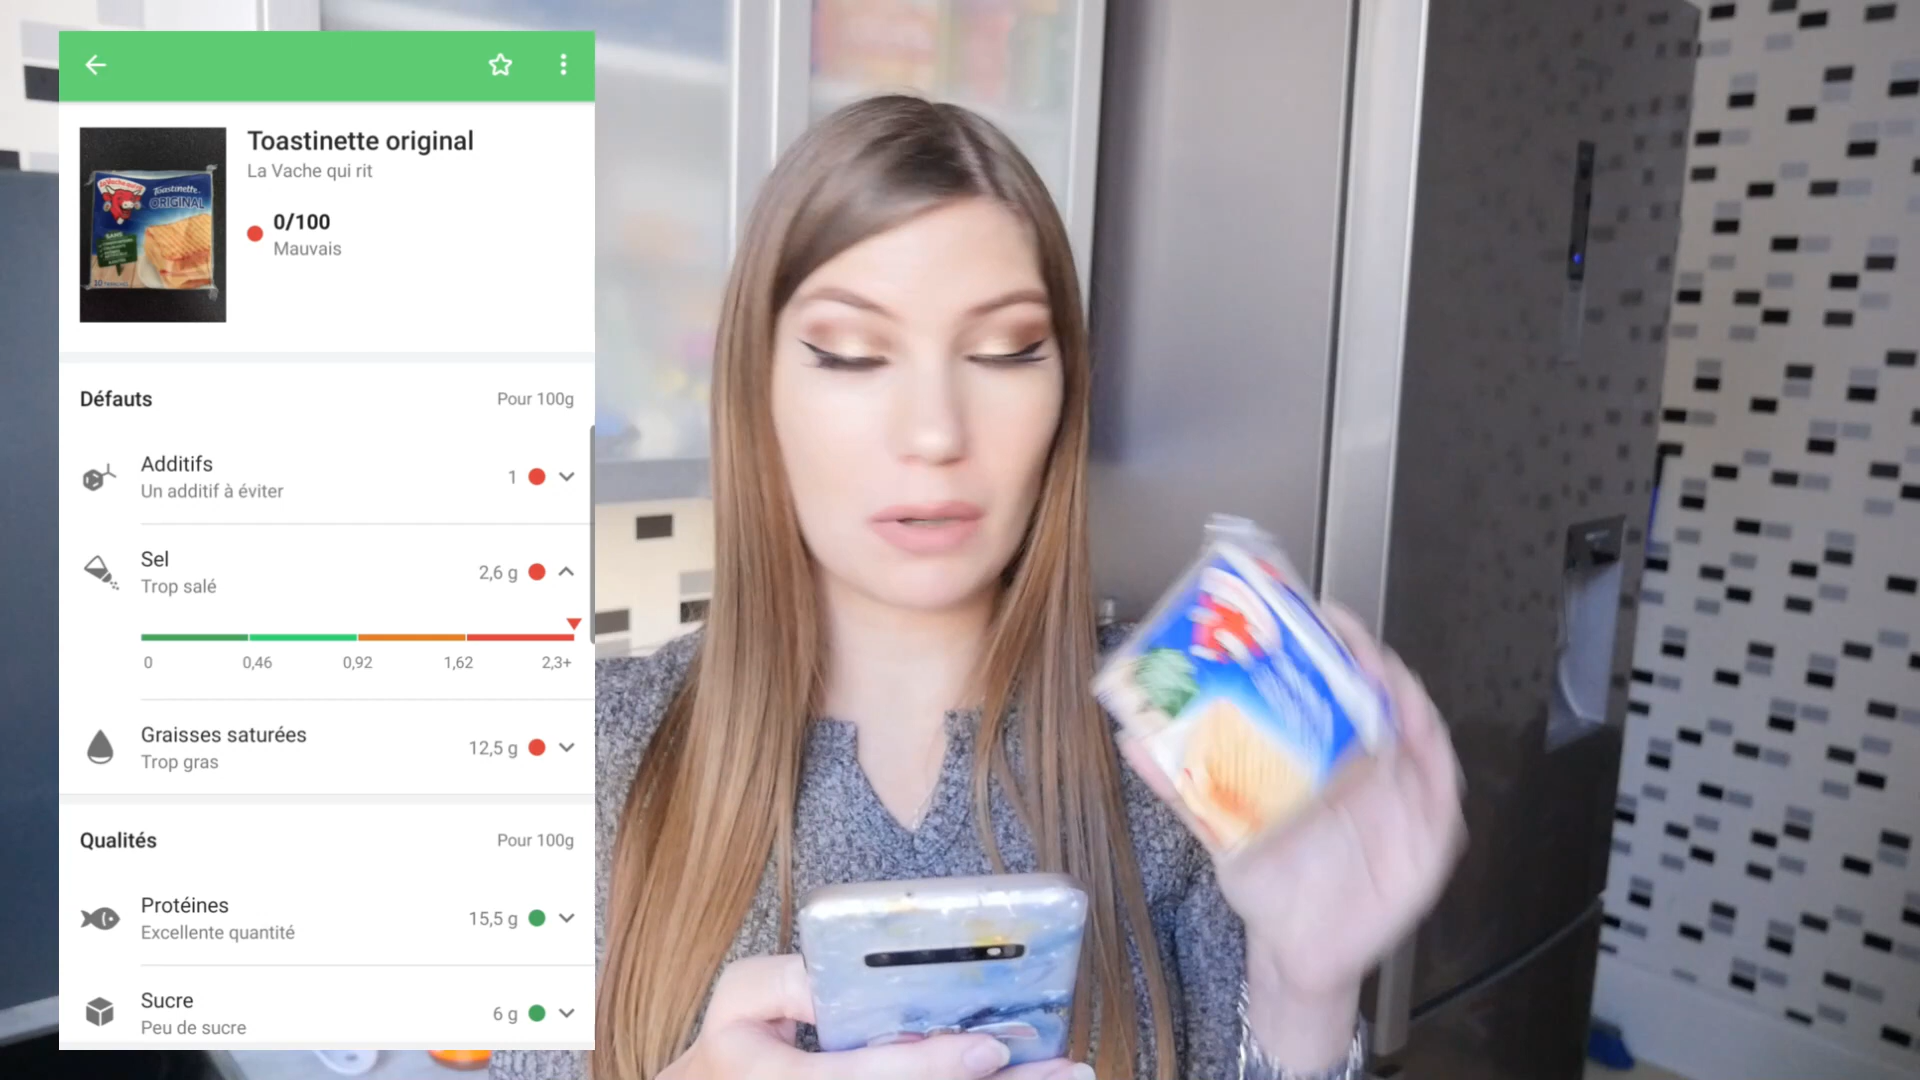 Toastinette original
La Vache qui rit
Toastinette
ORIGINAL
0/100
Mauvais
Défauts
Pour 100g
Additifs
Un additif à éviter
1
Sel
Trop salé
2,6 g
0
0,46
0,92
1,62
2,3+
Graisses saturées
Trop gras
12,5 g
Qualités
Pour 100g
Protéines
Excellente quantité
15,5 g
Sucre
Peu de sucre
6 g